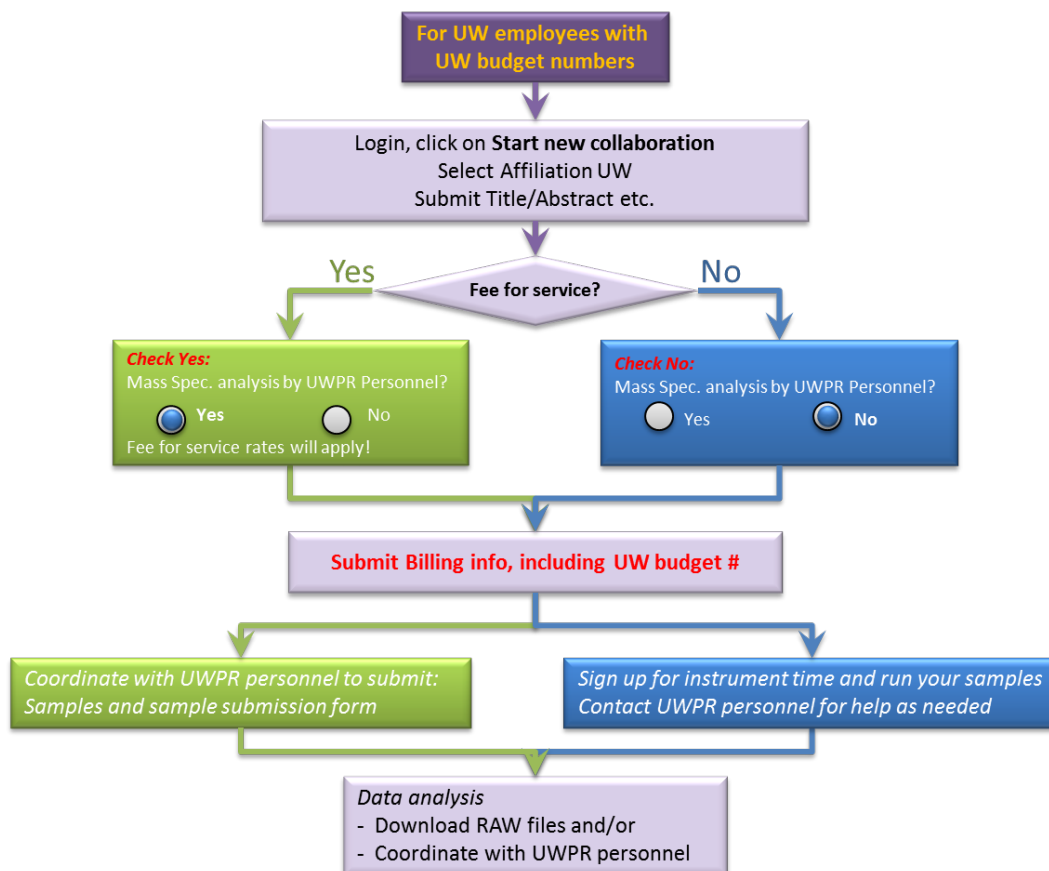 For UW employees with
UW budget numbers
Login, click on Start new collaboration
Select Affiliation UW
Submit Title/Abstract etc.
Yes
No
Fee for service?
Check Yes:
Mass Spec. analysis by UWPR Personnel?
Yes
No
Fee for service rates will apply!
Check No:
Mass Spec. analysis by UWPR Personnel?
Yes
No
Submit Billing info, including UW budget #
Coordinate with UWPR personnel to submit:
Samples and sample submission form
Sign up for instrument time and run your samples
Contact UWPR personnel for help as needed
Data analysis
- Download RAW files and/or
- Coordinate with UWPR personnel